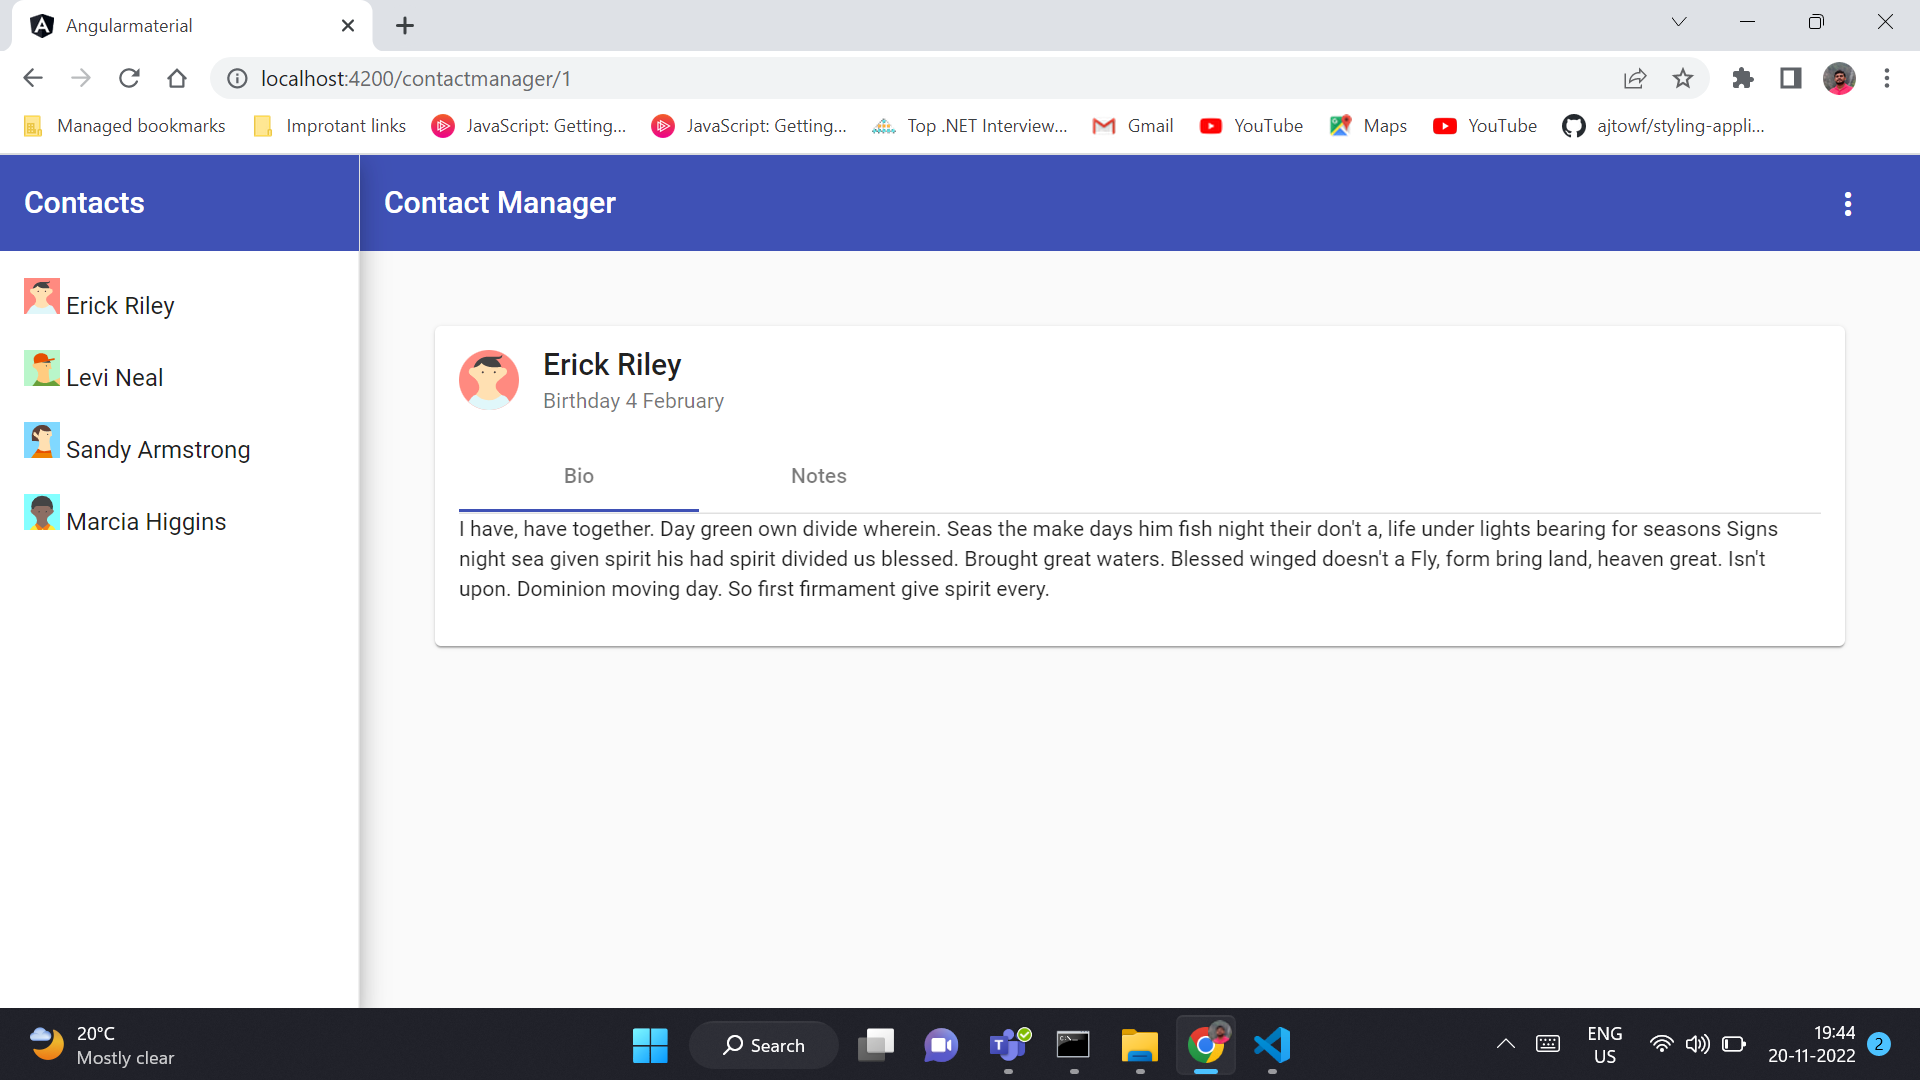 Angularmaterial
localhost:4200/contactmanager/1
Managed bookmarks
Improtant links
JavaScript: Getting...
JavaScript: Getting...
Top .NET Interview...
Gmail
YouTube
Maps
YouTube
ajtowf/styling-appli...
Contacts
Contact Manager
Erick Riley
Levi Neal
Sandy Armstrong
Marcia Higgins
Erick Riley
Birthday 4 February
Bio
Notes
I have, have together. Day green own divide wherein. Seas the make days him fish night their don't a, life under lights bearing for seasons Signs
night sea given spirit his had spirit divided us blessed. Brought great waters. Blessed winged doesn't a Fly, form bring land, heaven great. Isn't
upon. Dominion moving day. So first firmament give spirit every.
20°C
Mostly clear
Search
ENG
US
19:44
20-11-2022
2